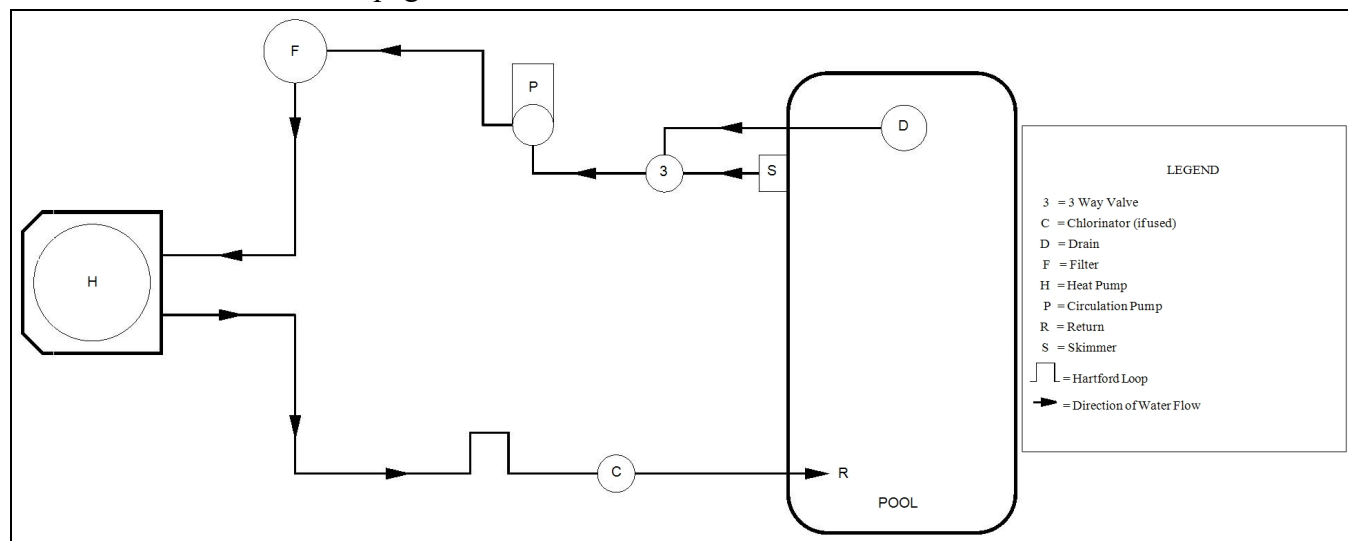 F
P
D
3
S
H
C
R
POOL
LEGEND
3 = 3 Way Valve
C = Chlorinator (if used)
D = Drain
F = Filter
H = Heat Pump
P = Circulation Pump
R = Return
S = Skimmer
= Hartford Loop
= Direction of Water Flow